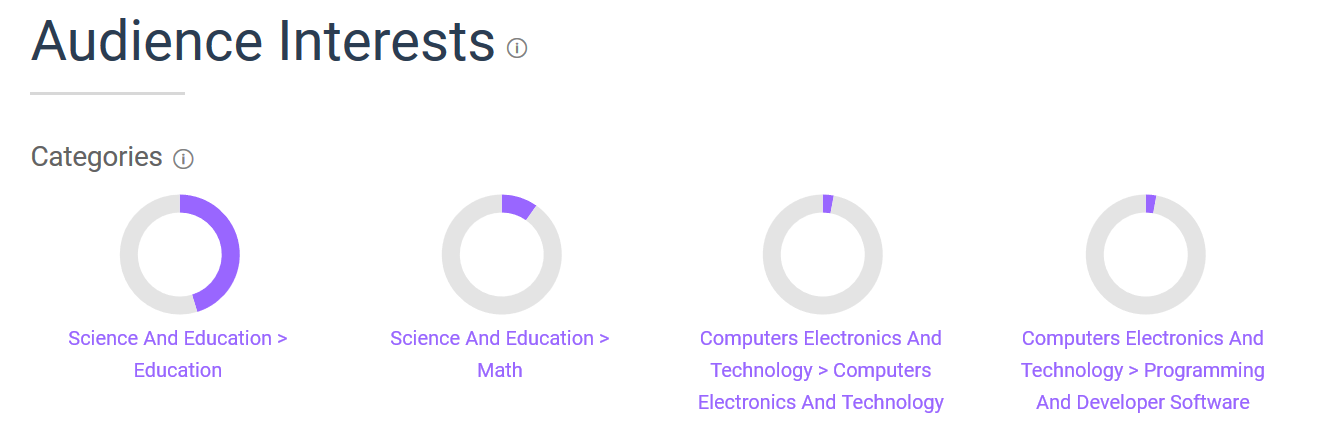 Audience Interests
Categories
Science And Education >
Education
Science And Education >
Math
Computers Electronics And
Technology > Computers
Electronics And Technology
Computers Electronics And
Technology > Programming
And Developer Software